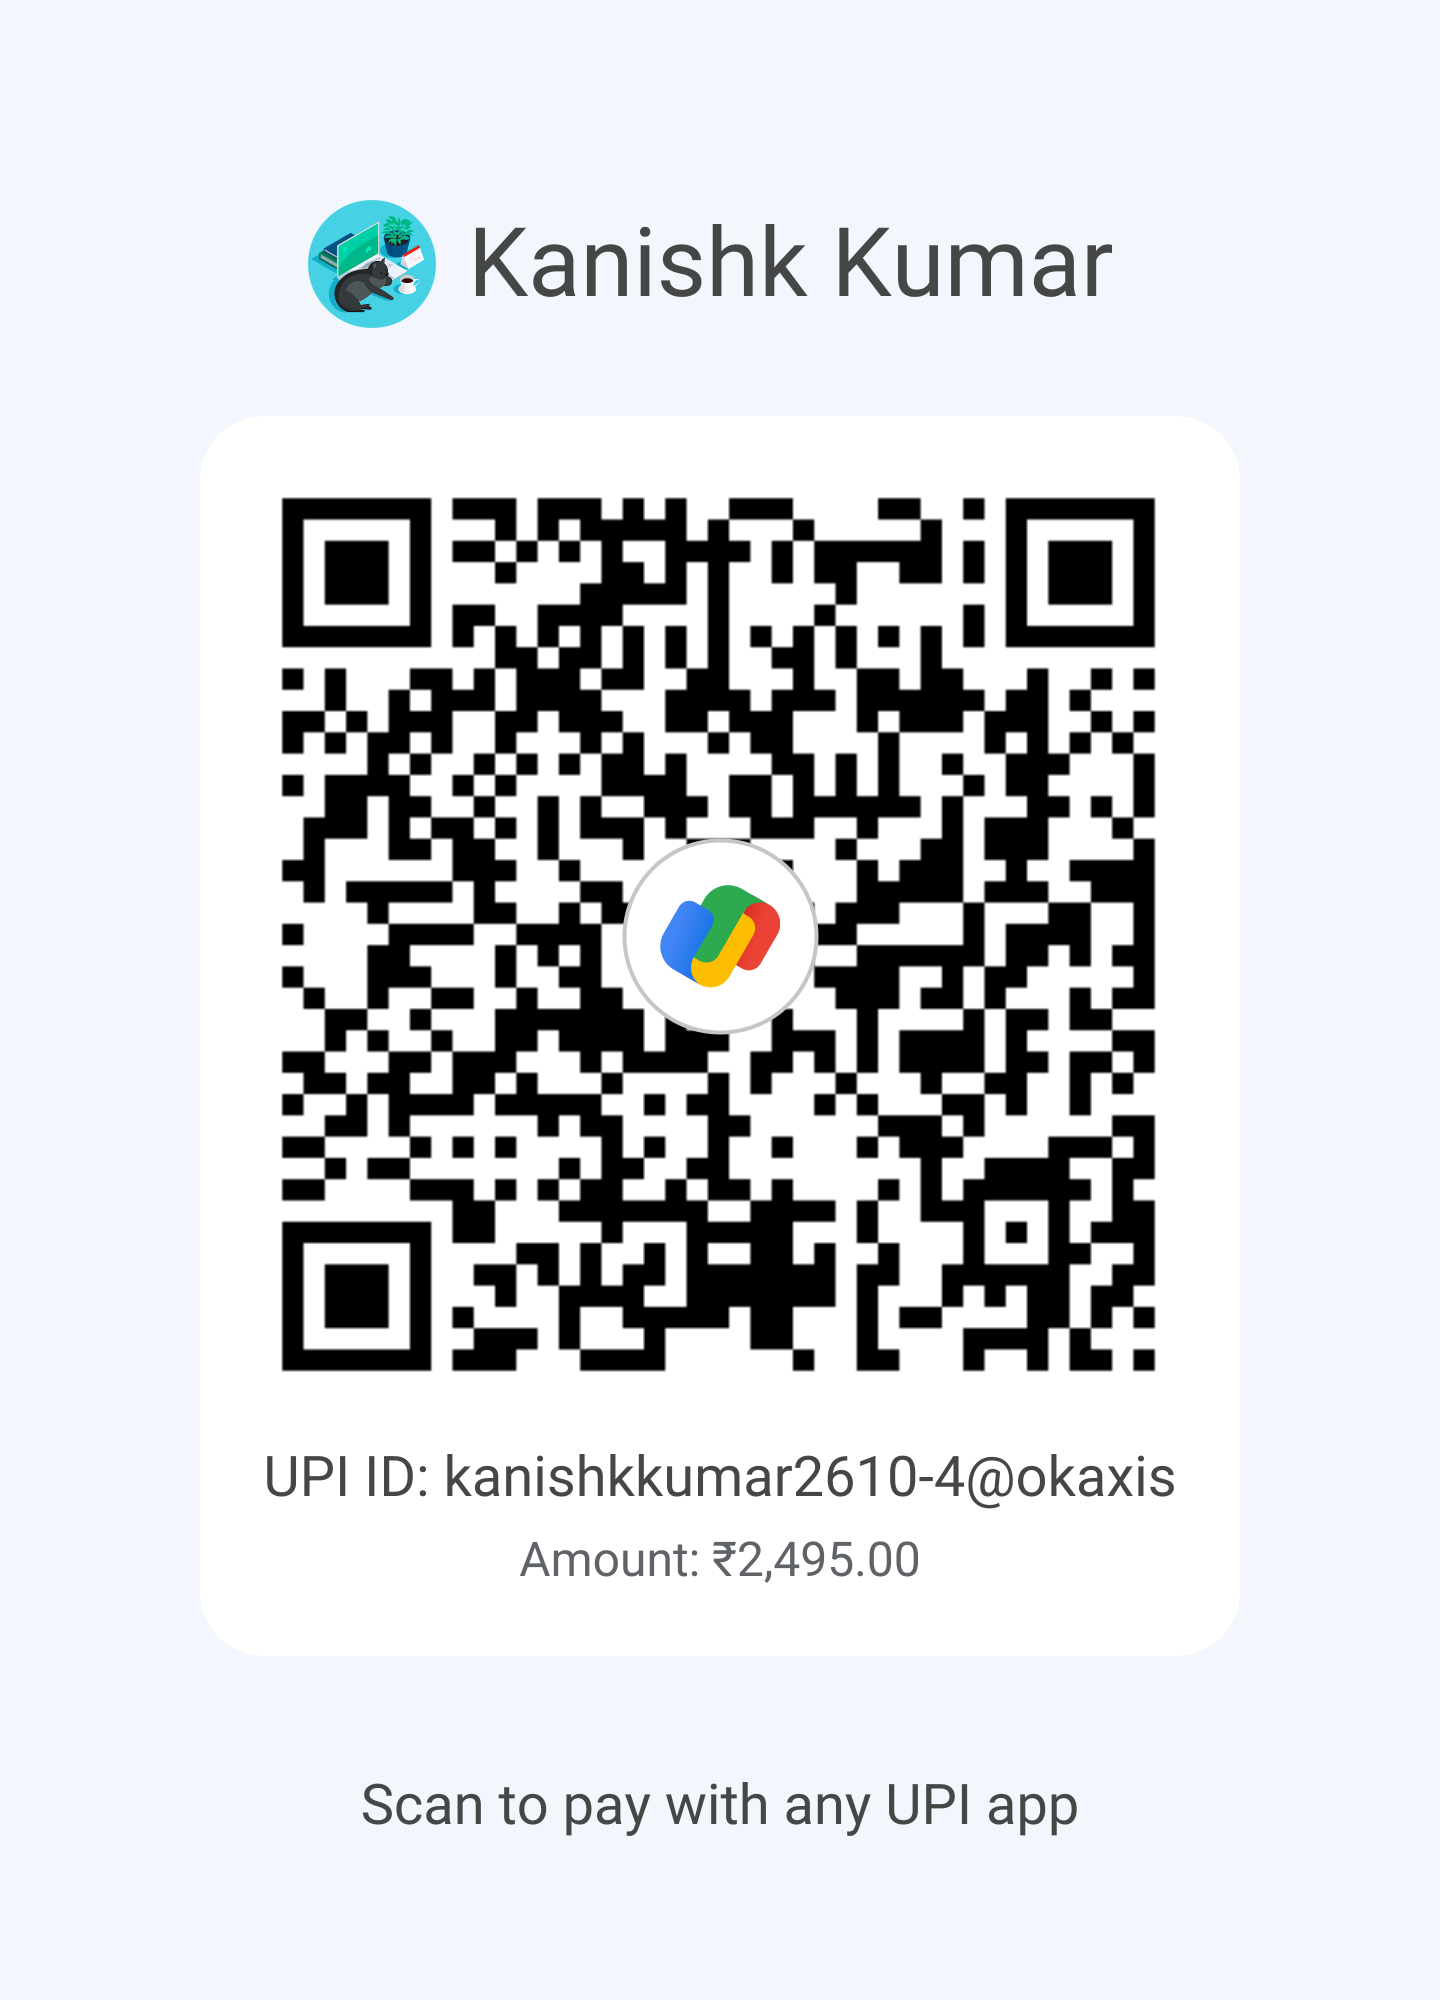 Kanishk Kumar
UPI ID: kanishkkumar2610-4@okaxis
Amount: ₹2,495.00
Scan to pay with any UPI app